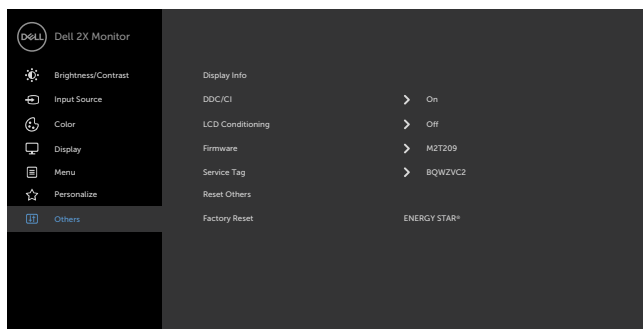 DELL Dell 2X Monitor
Brightness/Contrast Display Info
Input Source DDC/CI On
Color LCD Conditioning Off
Display Firmware M2T209
Menu Service Tag BQWZVC2
Personalize Reset Others
Others Factory Reset ENERGY STAR®